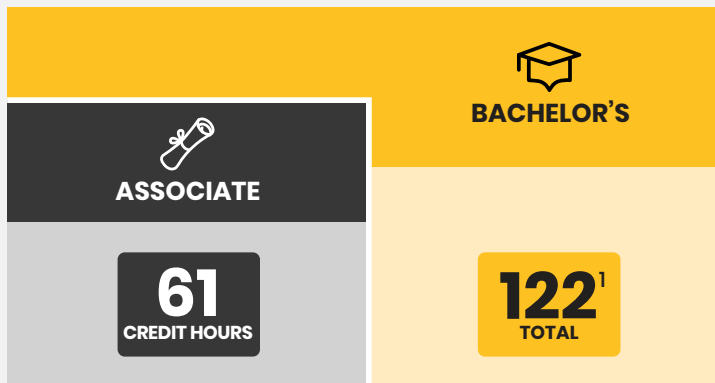 BACHELOR'S
ASSOCIATE
61
CREDIT HOURS
122¹
TOTAL